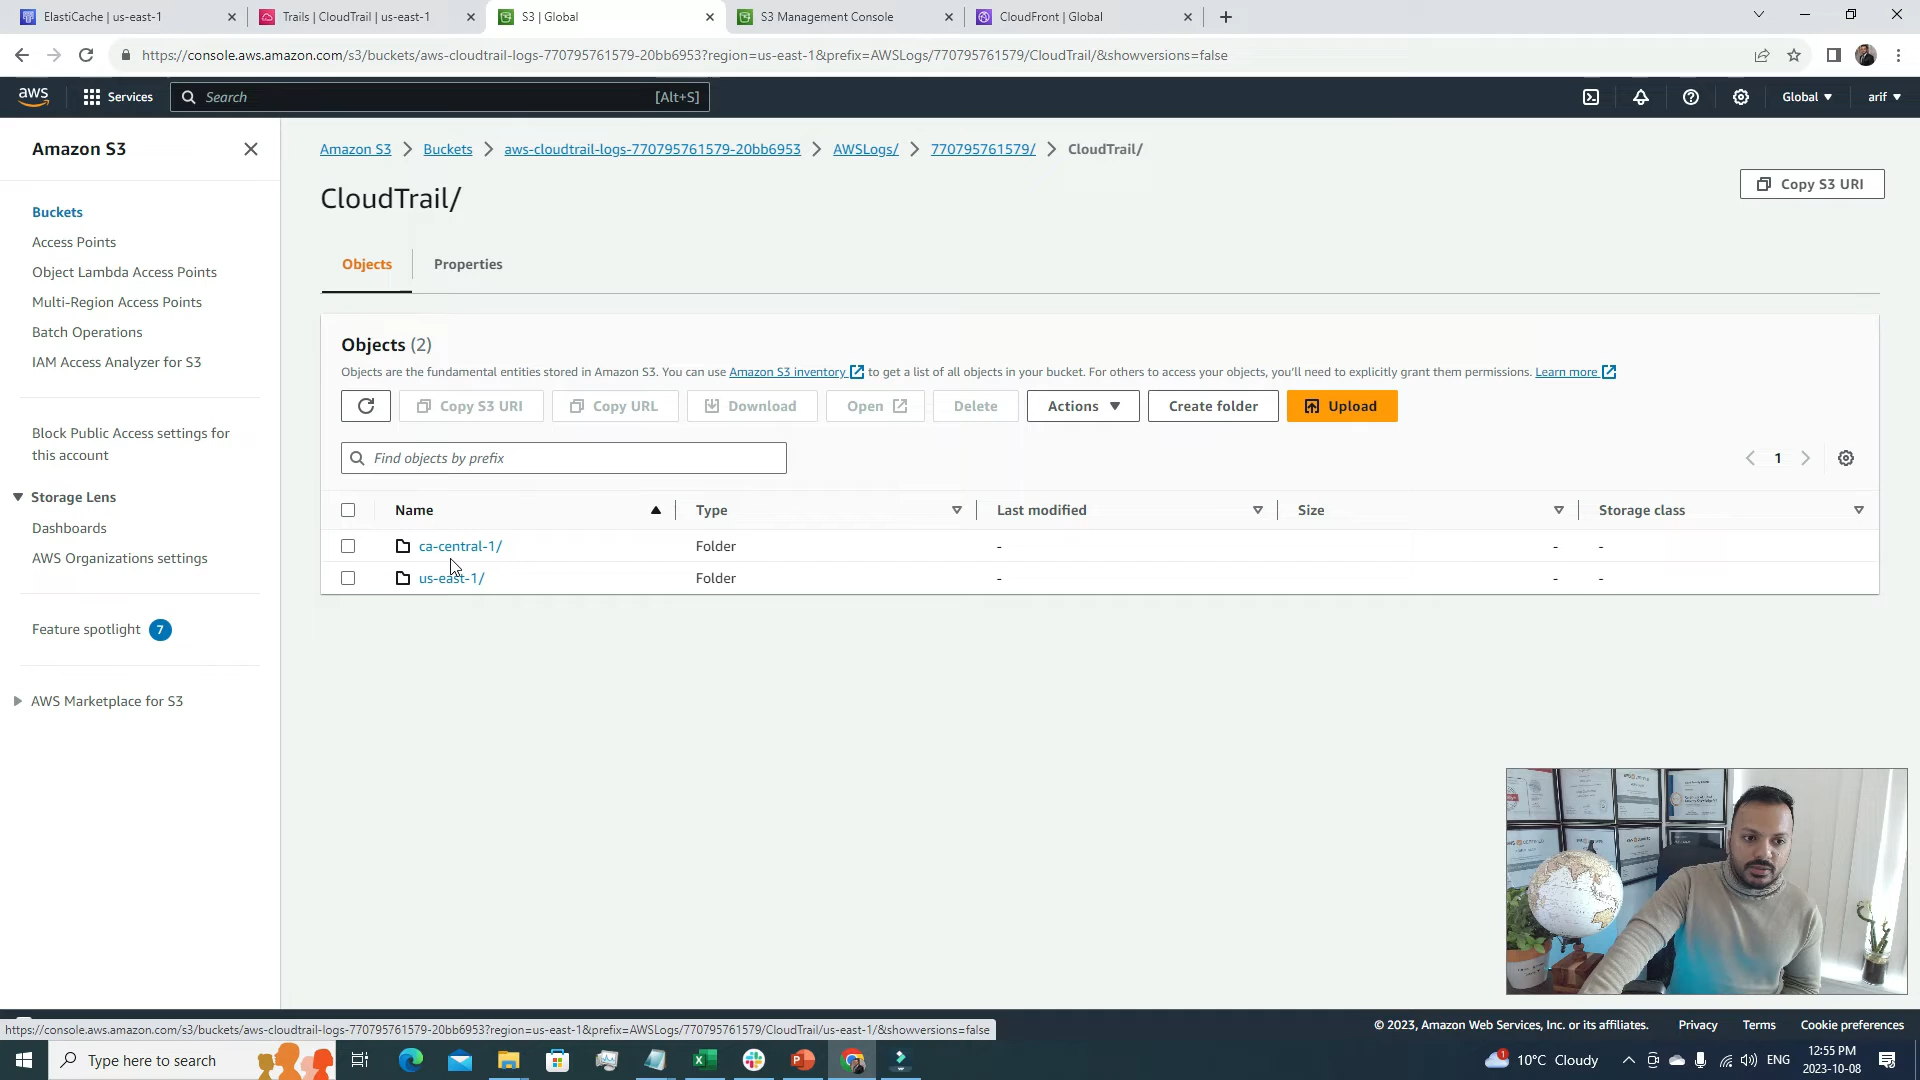 ElastiCache | us-east-1
Trails | CloudTrail | us-east-1
S3 | Global
S3 Management Console
CloudFront | Global
https://console.aws.amazon.com/s3/buckets/aws-cloudtrail-logs-770795761579-20bb6953?region=us-east-1&prefix=AWSLogs/770795761579/CloudTrail/&showversions=false
aws
Services
Search
[Alt+S]
Global
arif
Amazon S3
Buckets
Access Points
Object Lambda Access Points
Multi-Region Access Points
Batch Operations
IAM Access Analyzer for S3
Block Public Access settings for
this account
Storage Lens
Dashboards
AWS Organizations settings
Feature spotlight 7
AWS Marketplace for S3
Amazon S3 > Buckets > aws-cloudtrail-logs-770795761579-20bb6953 > AWSLogs/ > 770795761579/ > CloudTrail/
CloudTrail/
Copy S3 URI
Objects
Properties
Objects (2)
Objects are the fundamental entities stored in Amazon S3. You can use Amazon S3 inventory to get a list of all objects in your bucket. For others to access your objects, you'll need to explicitly grant them permissions. Learn more
Copy S3 URI
Copy URL
Download
Open
Delete
Actions
Create folder
Upload
Find objects by prefix
1
Name
Type
Last modified
Size
Storage class
ca-central-1/ Folder - - -
us-east-1/ Folder - - -
https://console.aws.amazon.com/s3/buckets/aws-cloudtrail-logs-770795761579-20bb6953?region=us-east-1&prefix=AWSLogs/770795761579/CloudTrail/us-east-1/&showversions=false
© 2023, Amazon Web Services, Inc. or its affiliates.
Privacy
Terms
Cookie preferences
Type here to search
1
10°C Cloudy
ENG
12:55 PM
2023-10-08